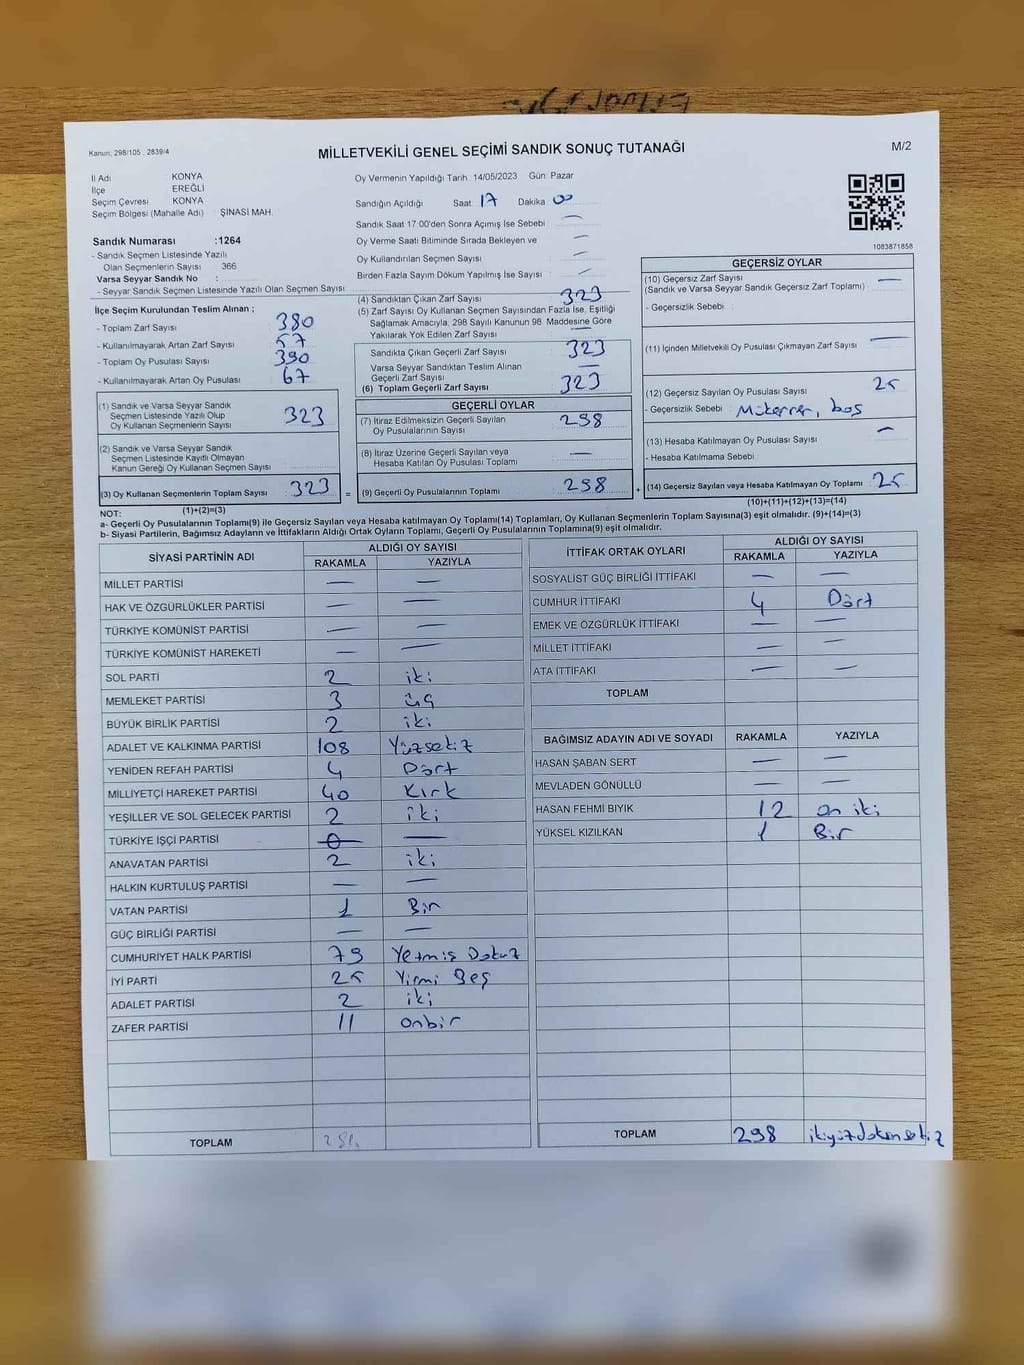 Kanun: 298/105 , 2839/4
MİLLETVEKİLİ GENEL SEÇİMİ SANDIK SONUÇ TUTANAĞI
M/2
İl Adı KONYA
İlçe EREĞLİ
Seçim Çevresi KONYA
Seçim Bölgesi (Mahalle Adı) : ŞİNASİ MAH.
Sandık Numarası :1264
- Sandık Seçmen Listesinde Yazılı
Olan Seçmenlerin Sayısı 366
Varsa Seyyar Sandık No :
- Seyyar Sandık Seçmen Listesinde Yazılı Olan Seçmen Sayısı
Oy Vermenin Yapıldığı Tarih :14/05/2023 Gün: Pazar
Sandığın Açıldığı Saat 17 Dakika 00
Sandık Saat 17:00'den Sonra Açılmış İse Sebebi : —
Oy Verme Saati Bitiminde Sırada Bekleyen ve —
Oy Kullandırılan Seçmen Sayısı —
Birden Fazla Sayım Döküm Yapılmış İse Sayısı : —
1083871858
İlçe Seçim Kurulundan Teslim Alınan ;
- Toplam Zarf Sayısı : 380
- Kullanılmayarak Artan Zarf Sayısı : 57
- Toplam Oy Pusulası Sayısı : 390
- Kullanılmayarak Artan Oy Pusulası : 67
(1) Sandık ve Varsa Seyyar Sandık
Seçmen Listesinde Yazılı Olup
Oy Kullanan Seçmenlerin Sayısı 323
(2) Sandık ve Varsa Seyyar Sandık
Seçmen Listesinde Kayıtlı Olmayan
Kanun Gereği Oy Kullanan Seçmen Sayısı
(3) Oy Kullanan Seçmenlerin Toplam Sayısı 323 =
(1)+(2)=(3)
(4) Sandıktan Çıkan Zarf Sayısı 323
(5) Zarf Sayısı Oy Kullanan Seçmen Sayısından Fazla İse, Eşitliği
Sağlamak Amacıyla, 298 Sayılı Kanunun 98. Maddesine Göre
Yakılarak Yok Edilen Zarf Sayısı —
Sandıkta Çıkan Geçerli Zarf Sayısı 323
Varsa Seyyar Sandıktan Teslim Alınan
Geçerli Zarf Sayısı —
(6) Toplam Geçerli Zarf Sayısı 323
GEÇERLİ OYLAR
(7) İtiraz Edilmeksizin Geçerli Sayılan
Oy Pusulalarının Sayısı 298
(8) İtiraz Üzerine Geçerli Sayılan veya
Hesaba Katılan Oy Pusulası Toplamı —
(9) Geçerli Oy Pusulalarının Toplamı 298 +
GEÇERSİZ OYLAR
(10) Geçersiz Zarf Sayısı
(Sandık ve Varsa Seyyar Sandık Geçersiz Zarf Toplamı) : —
- Geçersizlik Sebebi :
(11) İçinden Milletvekili Oy Pusulası Çıkmayan Zarf Sayısı —
(12) Geçersiz Sayılan Oy Pusulası Sayısı 25
- Geçersizlik Sebebi : Mükerrer, boş
(13) Hesaba Katılmayan Oy Pusulası Sayısı —
- Hesaba Katılmama Sebebi :
(14) Geçersiz Sayılan veya Hesaba Katılmayan Oy Toplamı 25
(10)+(11)+(12)+(13)=(14)
NOT:
a- Geçerli Oy Pusulalarının Toplamı(9) ile Geçersiz Sayılan veya Hesaba katılmayan Oy Toplamı(14) Toplamları, Oy Kullanan Seçmenlerin Toplam Sayısına(3) eşit olmalıdır. (9)+(14)=(3)
b- Siyasi Partilerin, Bağımsız Adayların ve İttifakların Aldığı Ortak Oyların Toplamı, Geçerli Oy Pusulalarının Toplamına(9) eşit olmalıdır.
SİYASİ PARTİNİN ADI ALDIĞI OY SAYISI
RAKAMLA YAZIYLA
MİLLET PARTİSİ — —
HAK VE ÖZGÜRLÜKLER PARTİSİ — —
TÜRKİYE KOMÜNİST PARTİSİ — —
TÜRKİYE KOMÜNİST HAREKETİ — —
SOL PARTİ 2 iki
MEMLEKET PARTİSİ 3 üç
BÜYÜK BİRLİK PARTİSİ 2 iki
ADALET VE KALKINMA PARTİSİ 108 Yüzsekiz
YENİDEN REFAH PARTİSİ 4 Dört
MİLLİYETÇİ HAREKET PARTİSİ 40 Kırk
YEŞİLLER VE SOL GELECEK PARTİSİ 2 iki
TÜRKİYE İŞÇİ PARTİSİ 0 —
ANAVATAN PARTİSİ 2 iki
HALKIN KURTULUŞ PARTİSİ — —
VATAN PARTİSİ 1 Bir
GÜÇ BİRLİĞİ PARTİSİ — —
CUMHURİYET HALK PARTİSİ 79 Yetmiş Dokuz
İYİ PARTİ 25 Yirmi Beş
ADALET PARTİSİ 2 iki
ZAFER PARTİSİ 11 onbir
TOPLAM
İTTİFAK ORTAK OYLARI ALDIĞI OY SAYISI
RAKAMLA YAZIYLA
SOSYALİST GÜÇ BİRLİĞİ İTTİFAKI — —
CUMHUR İTTİFAKI 4 Dört
EMEK VE ÖZGÜRLÜK İTTİFAKI — —
MİLLET İTTİFAKI — —
ATA İTTİFAKI — —
TOPLAM
BAĞIMSIZ ADAYIN ADI VE SOYADI RAKAMLA YAZIYLA
HASAN ŞABAN SERT — —
MEVLADEN GÖNÜLLÜ — —
HASAN FEHMI BIYIK 12 on iki
YÜKSEL KIZILKAN 1 Bir
TOPLAM 298 ikiyüzdoksansekiz